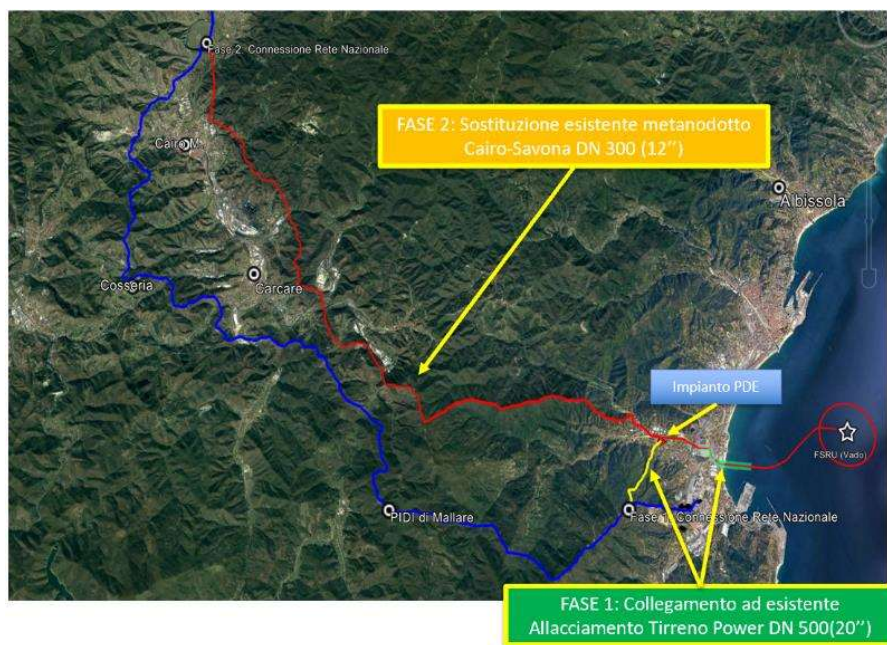 Fase 2. Connessione Rete Nazionale
FASE 2: Sostituzione esistente metanodotto
Cairo-Savona DN 300 (12’’)
Cairo M.
Albissola
Cosseria
Carcare
Impianto PDE
FSRU (Vado)
PIDI di Mallare
Fase 1. Connessione Rete Nazionale
FASE 1: Collegamento ad esistente
Allacciamento Tirreno Power DN 500(20’’)